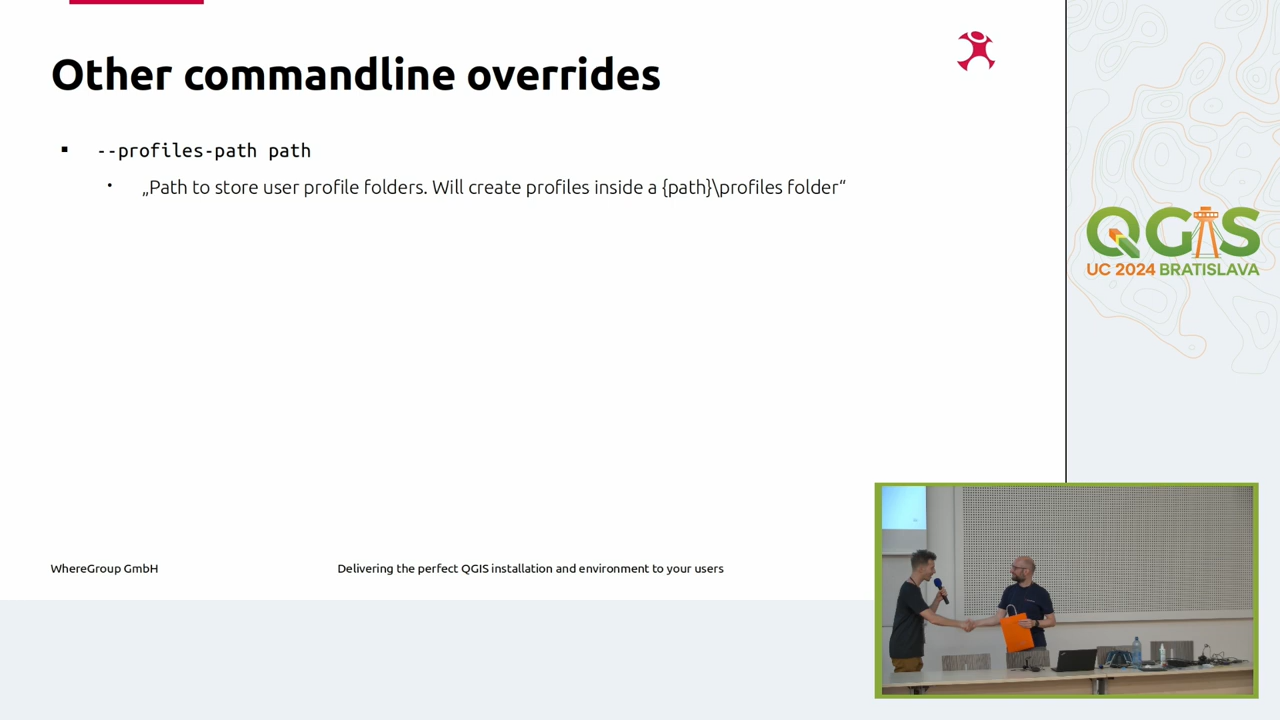 Other commandline overrides
▪ --profiles-path path
• „Path to store user profile folders. Will create profiles inside a {path}\profiles folder“
QGIS
UC 2024 BRATISLAVA
WhereGroup GmbH
Delivering the perfect QGIS installation and environment to your users